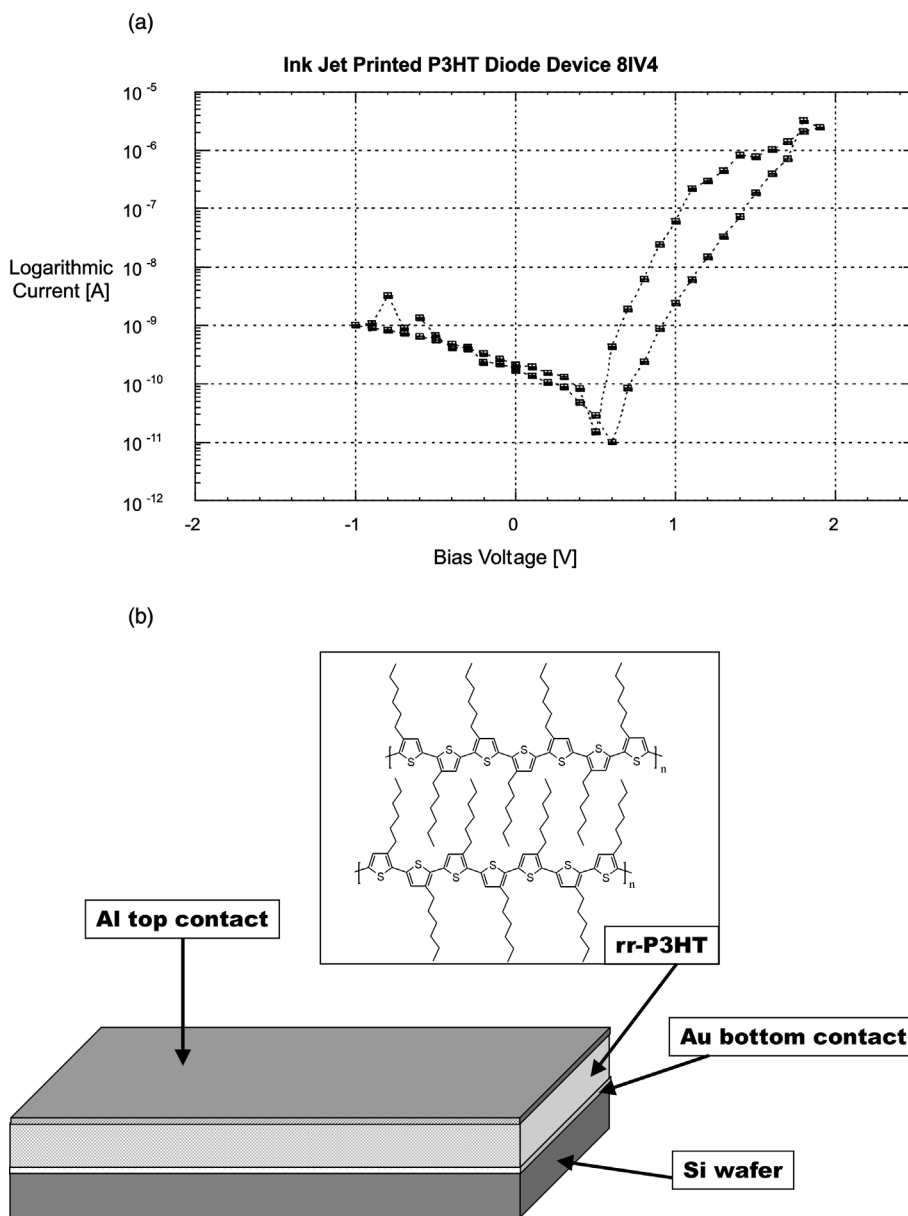 (a)
Ink Jet Printed P3HT Diode Device 8IV4
10⁻⁵
10⁻⁶
10⁻⁷
Logarithmic
Current [A]
10⁻⁸
10⁻⁹
10⁻¹⁰
10⁻¹¹
10⁻¹²
-2 -1 0 1 2
Bias Voltage [V]
(b)
S S S S S S S
n
S S S S S S S
n
Al top contact
rr-P3HT
Au bottom contact
Si wafer